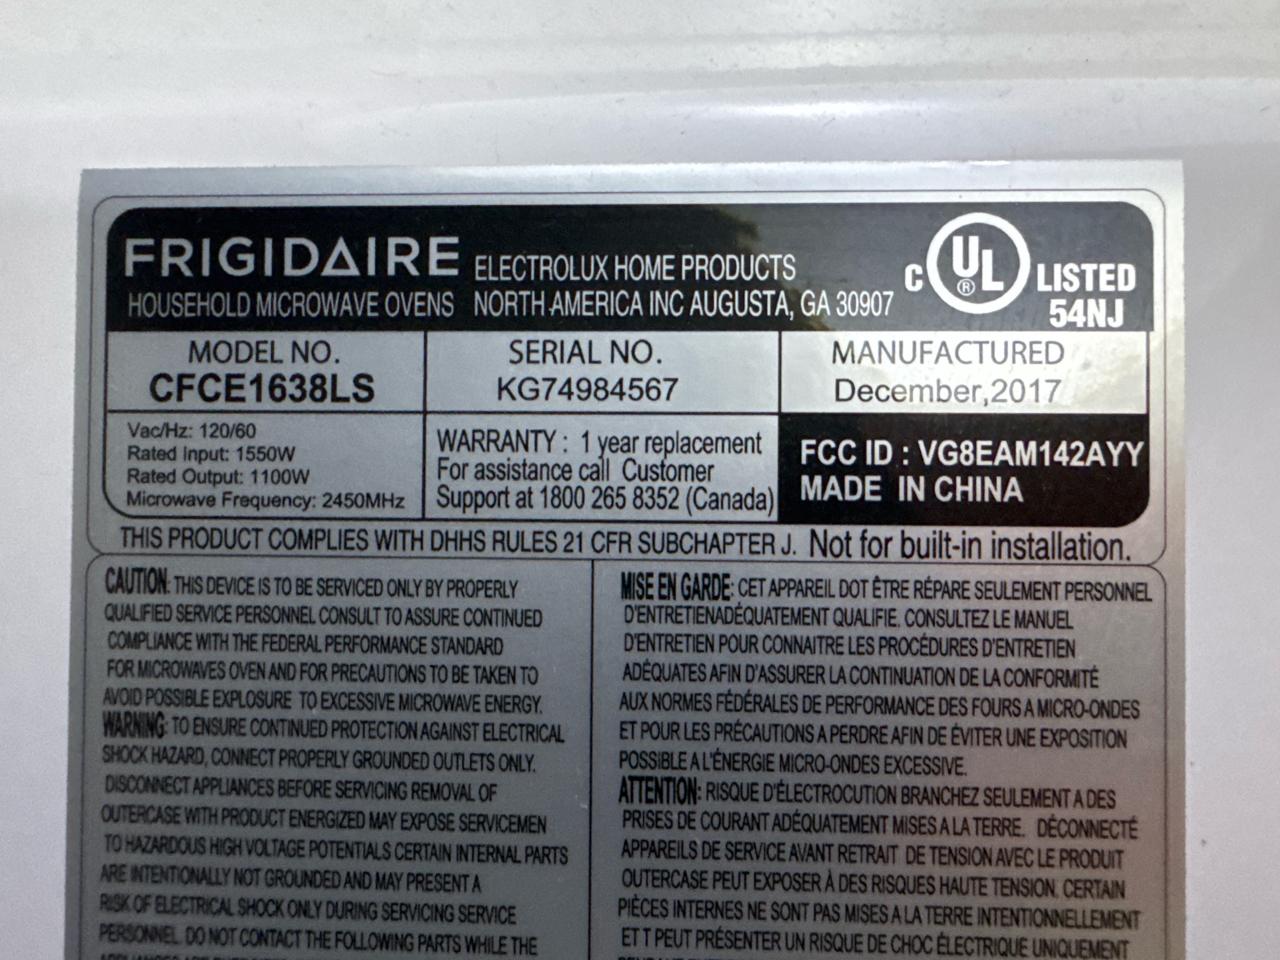 FRIGIDAIRE
HOUSEHOLD MICROWAVE OVENS
ELECTROLUX HOME PRODUCTS
NORTH AMERICA INC AUGUSTA, GA 30907
C UL ® LISTED
54NJ
MODEL NO.
CFCE1638LS
SERIAL NO.
KG74984567
MANUFACTURED
December,2017
Vac/Hz: 120/60
Rated Input: 1550W
Rated Output: 1100W
Microwave Frequency: 2450MHz
WARRANTY : 1 year replacement
For assistance call Customer
Support at 1800 265 8352 (Canada)
FCC ID : VG8EAM142AYY
MADE IN CHINA
THIS PRODUCT COMPLIES WITH DHHS RULES 21 CFR SUBCHAPTER J. Not for built-in installation.
CAUTION: THIS DEVICE IS TO BE SERVICED ONLY BY PROPERLY
QUALIFIED SERVICE PERSONNEL CONSULT TO ASSURE CONTINUED
COMPLIANCE WITH THE FEDERAL PERFORMANCE STANDARD
FOR MICROWAVES OVEN AND FOR PRECAUTIONS TO BE TAKEN TO
AVOID POSSIBLE EXPLOSURE TO EXCESSIVE MICROWAVE ENERGY.
WARNING: TO ENSURE CONTINUED PROTECTION AGAINST ELECTRICAL
SHOCK HAZARD, CONNECT PROPERLY GROUNDED OUTLETS ONLY.
DISCONNECT APPLIANCES BEFORE SERVICING REMOVAL OF
OUTERCASE WITH PRODUCT ENERGIZED MAY EXPOSE SERVICEMEN
TO HAZARDOUS HIGH VOLTAGE POTENTIALS CERTAIN INTERNAL PARTS
ARE INTENTIONALLY NOT GROUNDED AND MAY PRESENT A
RISK OF ELECTRICAL SHOCK ONLY DURING SERVICING SERVICE
PERSONNEL. DO NOT CONTACT THE FOLLOWING PARTS WHILE THE
MISE EN GARDE: CET APPAREIL DOT ÊTRE RÉPARE SEULEMENT PERSONNEL
D'ENTRETIENADÉQUATEMENT QUALIFIE, CONSULTEZ LE MANUEL
D'ENTRETIEN POUR CONNAITRE LES PROCÉDURES D'ENTRETIEN
ADÉQUATES AFIN D'ASSURER LA CONTINUATION DE LA CONFORMITÉ
AUX NORMES FÉDÉRALES DE PERFORMANCE DES FOURS A MICRO-ONDES
ET POUR LES PRÉCAUTIONS A PERDRE AFIN DE ÉVITER UNE EXPOSITION
POSSIBLE A L'ÉNERGIE MICRO-ONDES EXCESSIVE.
ATTENTION: RISQUE D'ÉLECTROCUTION BRANCHEZ SEULEMENT A DES
PRISES DE COURANT ADÉQUATEMENT MISES A LA TERRE. DÉCONNECTÉ
APPAREILS DE SERVICE AVANT RETRAIT DE TENSION AVEC LE PRODUIT
OUTERCASE PEUT EXPOSER À DES RISQUES HAUTE TENSION. CERTAIN
PIÈCES INTERNES NE SONT PAS MISES A LA TERRE INTENTIONNELLEMENT
ET T PEUT PRÉSENTER UN RISQUE DE CHOC ÉLECTRIQUE UNIQUEMENT